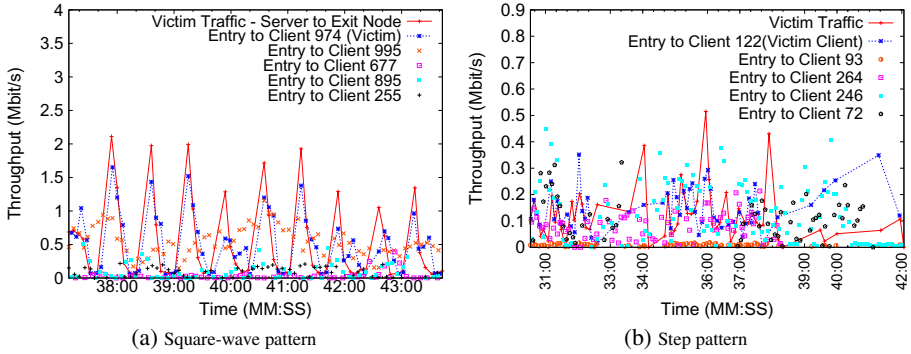 Victim Traffic - Server to Exit Node
Entry to Client 974 (Victim)
Entry to Client 995
Entry to Client 677
Entry to Client 895
Entry to Client 255
Throughput (Mbit/s)
4
3.5
3
2.5
2
1.5
1
0.5
0
38:00 39:00 40:00 41:00 42:00 43:00
Time (MM:SS)
(a) Square-wave pattern
Victim Traffic
Entry to Client 122(Victim Client)
Entry to Client 93
Entry to Client 264
Entry to Client 246
Entry to Client 72
Throughput (Mbit/s)
0.9
0.8
0.7
0.6
0.5
0.4
0.3
0.2
0.1
0
31:00 33:00 34:00 36:00 37:00 39:00 40:00 42:00
Time (MM:SS)
(b) Step pattern